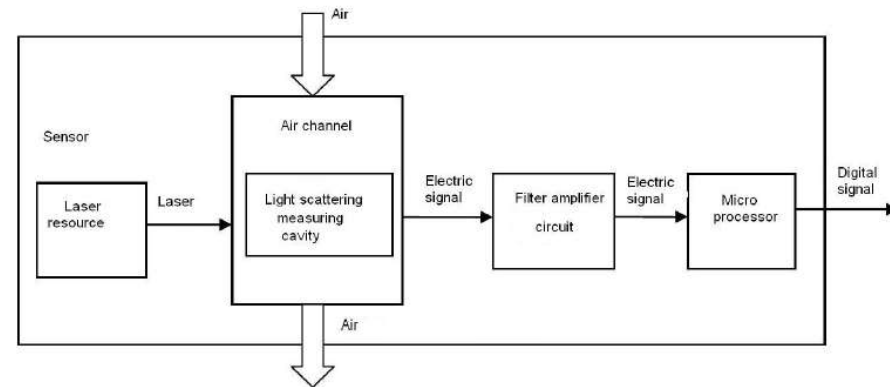 Air
Sensor
Air channel
Laser
resource
Laser
Light scattering
measuring
cavity
Electric
signal
Filter amplifier
circuit
Electric
signal
Micro
processor
Digital
signal
Air